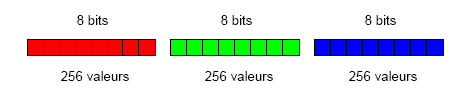 8 bits 8 bits 8 bits
256 valeurs 256 valeurs 256 valeurs